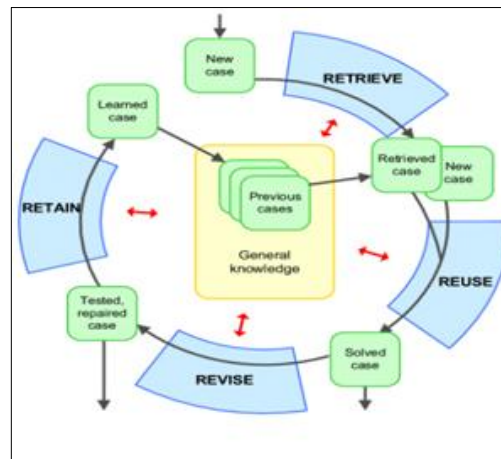 New
case
RETRIEVE
Learned
case
Retrieved
case
New
case
Previous
cases
RETAIN
General
knowledge
REUSE
Tested,
repaired
case
Solved
case
REVISE